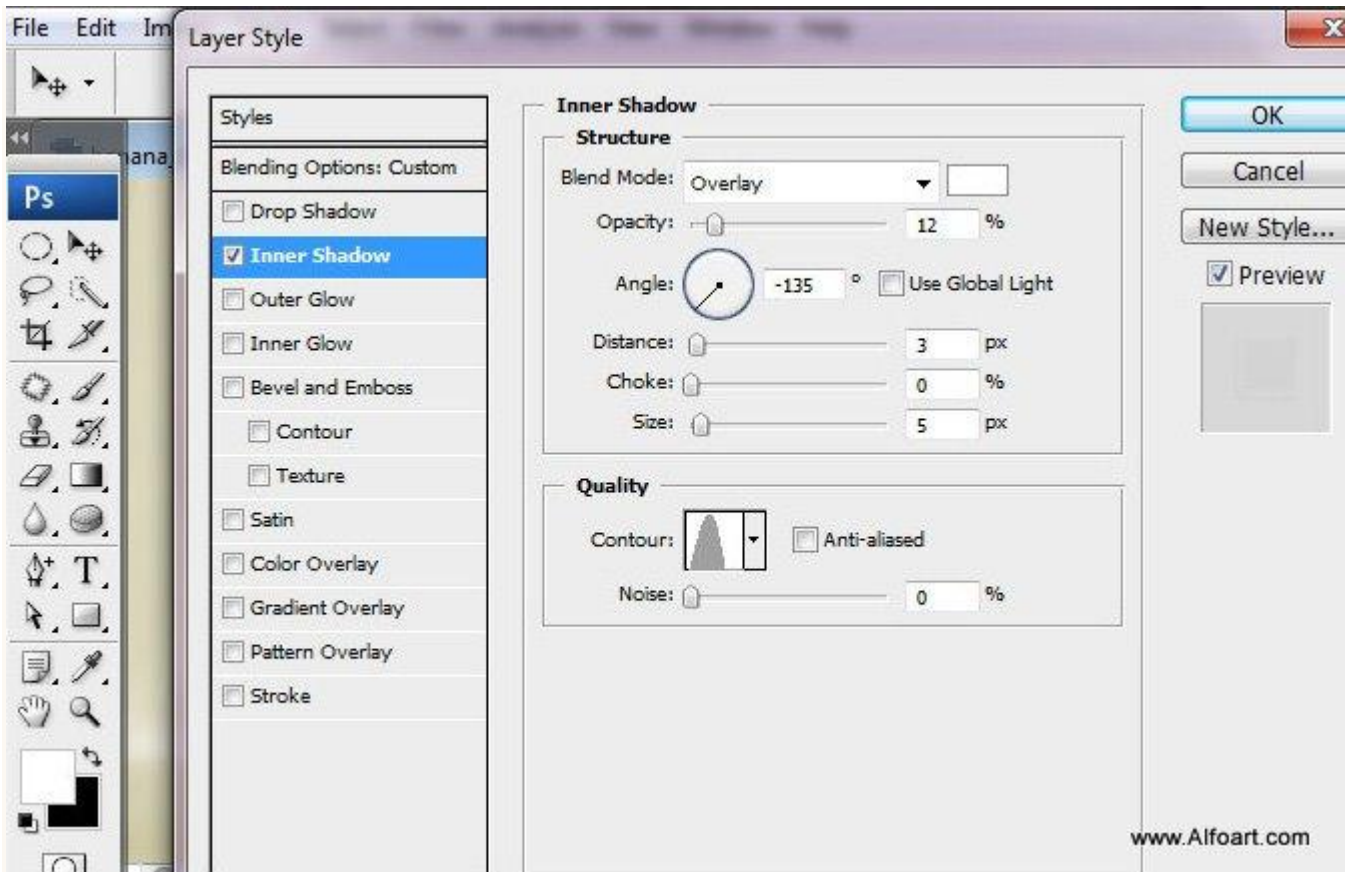 File Edit Im
Layer Style
Ps
Styles
Blending Options: Custom
Drop Shadow
Inner Shadow
Outer Glow
Inner Glow
Bevel and Emboss
Contour
Texture
Satin
Color Overlay
Gradient Overlay
Pattern Overlay
Stroke
Inner Shadow
Structure
Blend Mode: Overlay
Opacity: 12 %
Angle: -135 ° Use Global Light
Distance: 3 px
Choke: 0 %
Size: 5 px
Quality
Contour: Anti-aliased
Noise: 0 %
OK
Cancel
New Style...
Preview
T
www.Alfoart.com